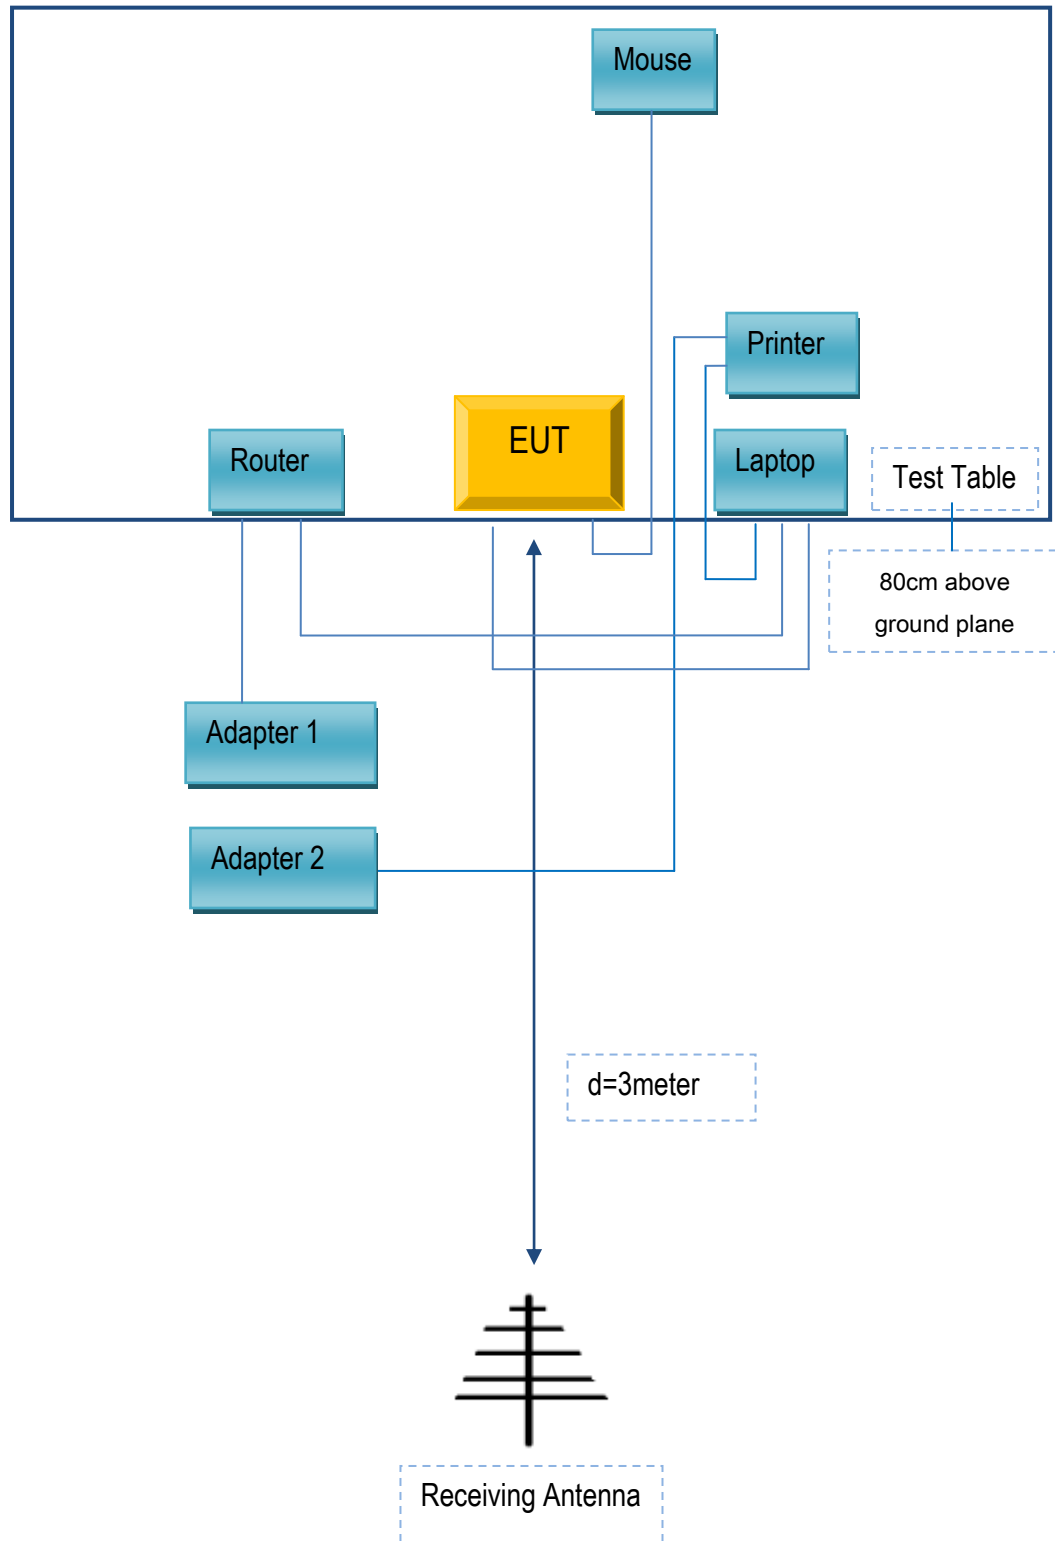 Mouse
Printer
EUT
Router
Laptop
Test Table
80cm above
ground plane
Adapter 1
Adapter 2
d=3meter
Receiving Antenna